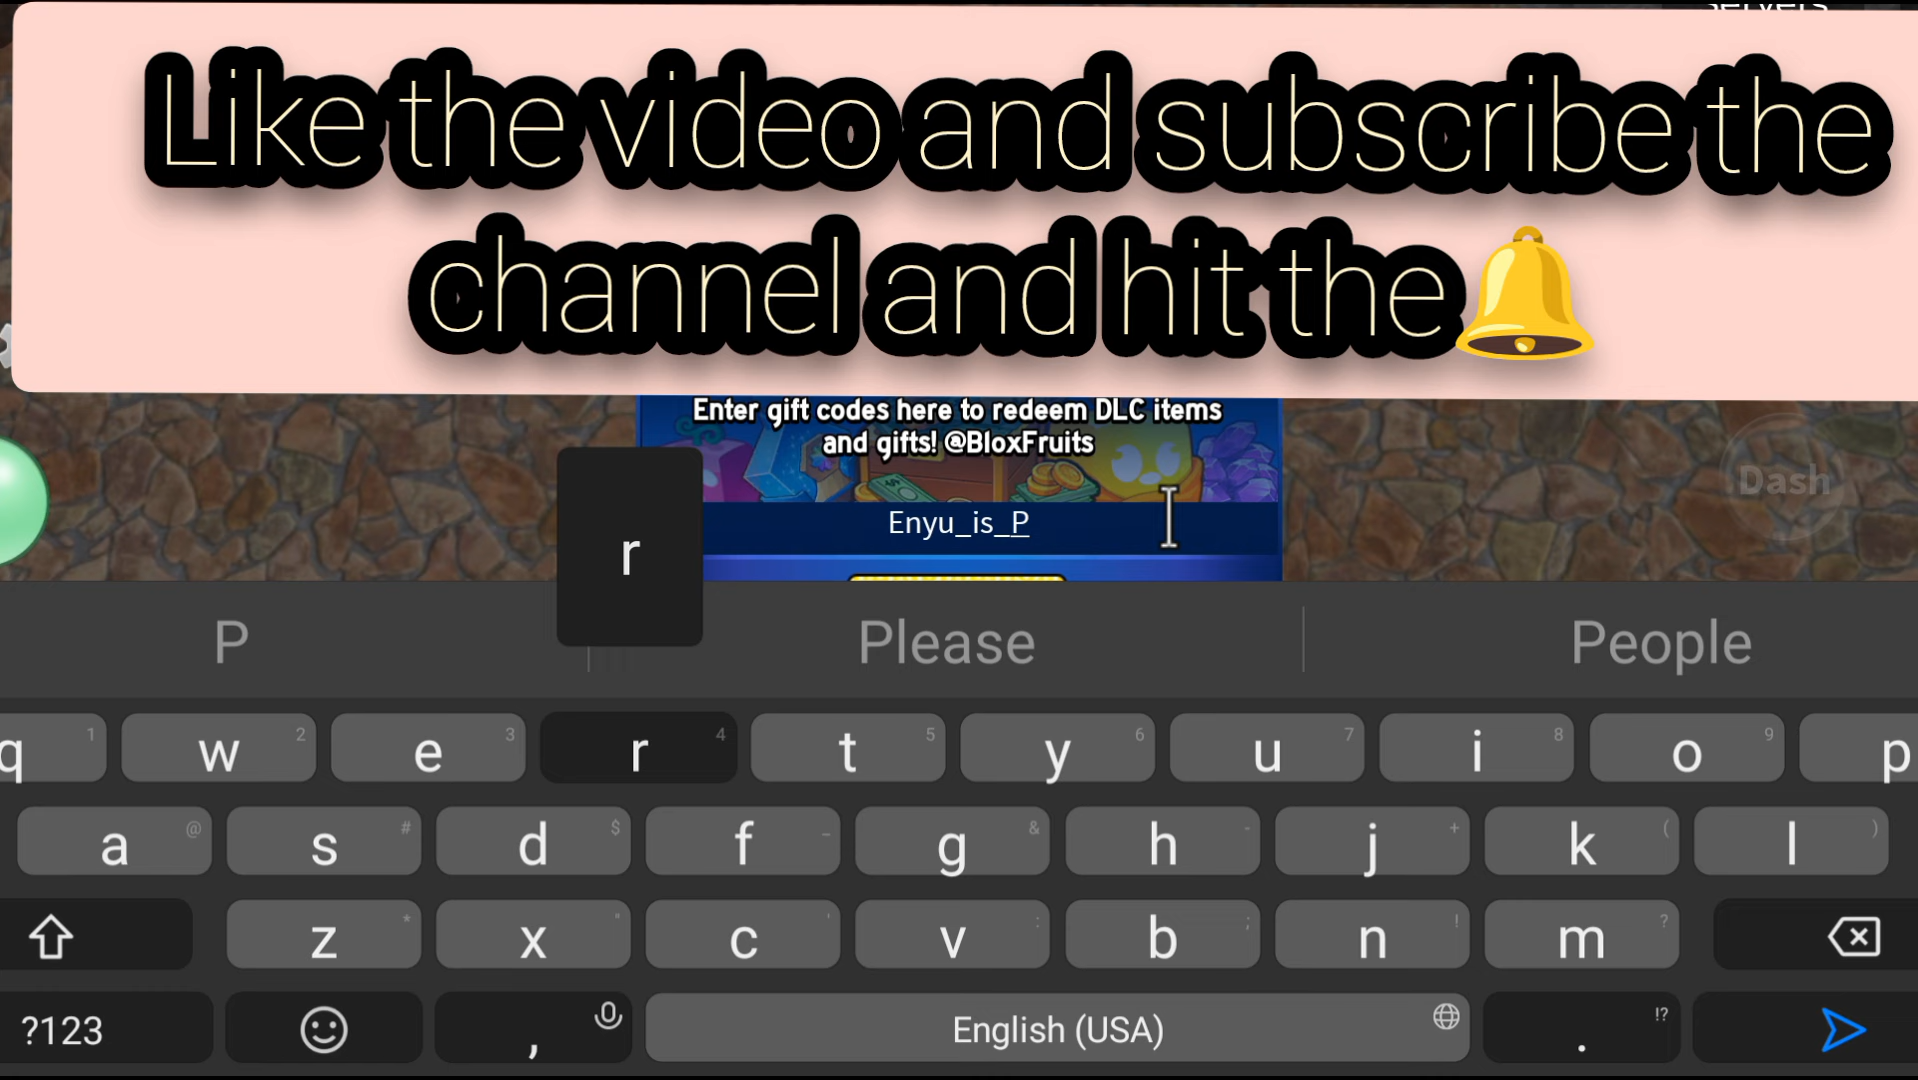 servers
Like the video and subscribe the
channel and hit the🔔
Enter gift codes here to redeem DLC items
and gifts! @BloxFruits
Enyu_is_P
Dash
r
P Please People
q 1 w 2 e 3 r 4 t 5 y 6 u 7 i 8 o 9 p
a @ s # d $ f _ g & h - j + k ( l )
z * x " c ' v : b ; n ! m ?
?123 , English (USA) . !?